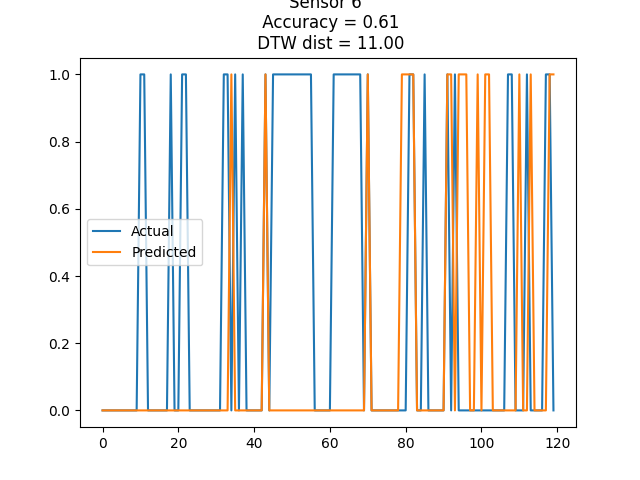 Sensor 6
Accuracy = 0.61
DTW dist = 11.00
1.0
0.8
0.6
0.4
0.2
0.0
Actual
Predicted
0 20 40 60 80 100 120